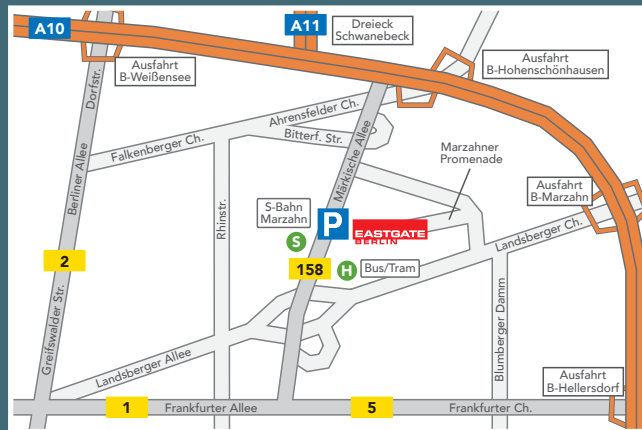 A10
A11
Dreieck
Schwanebeck
Ausfahrt
B-Weißensee
Ausfahrt
B-Hohenschönhausen
Dorfstr.
Ahrensfelder Ch.
Bitterf. Str.
Falkenberger Ch.
Märkische Allee
Marzahner
Promenade
Berliner Allee
Rhinstr.
Ausfahrt
B-Marzahn
S-Bahn
Marzahn
P
EASTGATE
BERLIN
S
Landsberger Ch.
2
158
H
Bus/Tram
Greifswalder Str.
Blumberger Damm
Landsberger Allee
Ausfahrt
B-Hellersdorf
1
Frankfurter Allee
5
Frankfurter Ch.